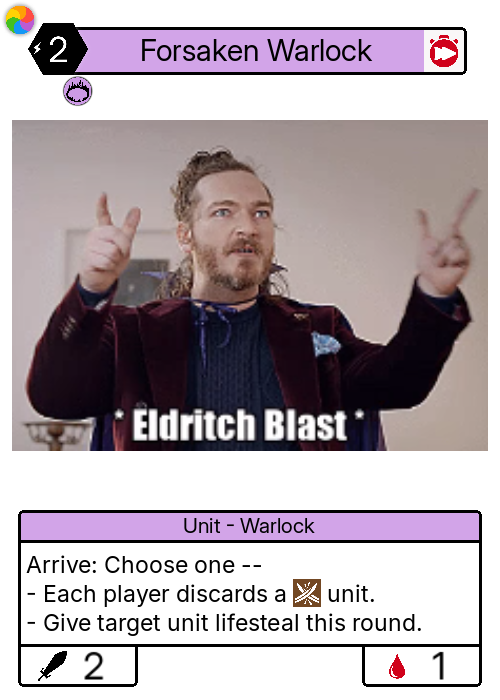 2 Forsaken Warlock
* Eldritch Blast *
Unit - Warlock
Arrive: Choose one --
- Each player discards a unit.
- Give target unit lifesteal this round.
2 1